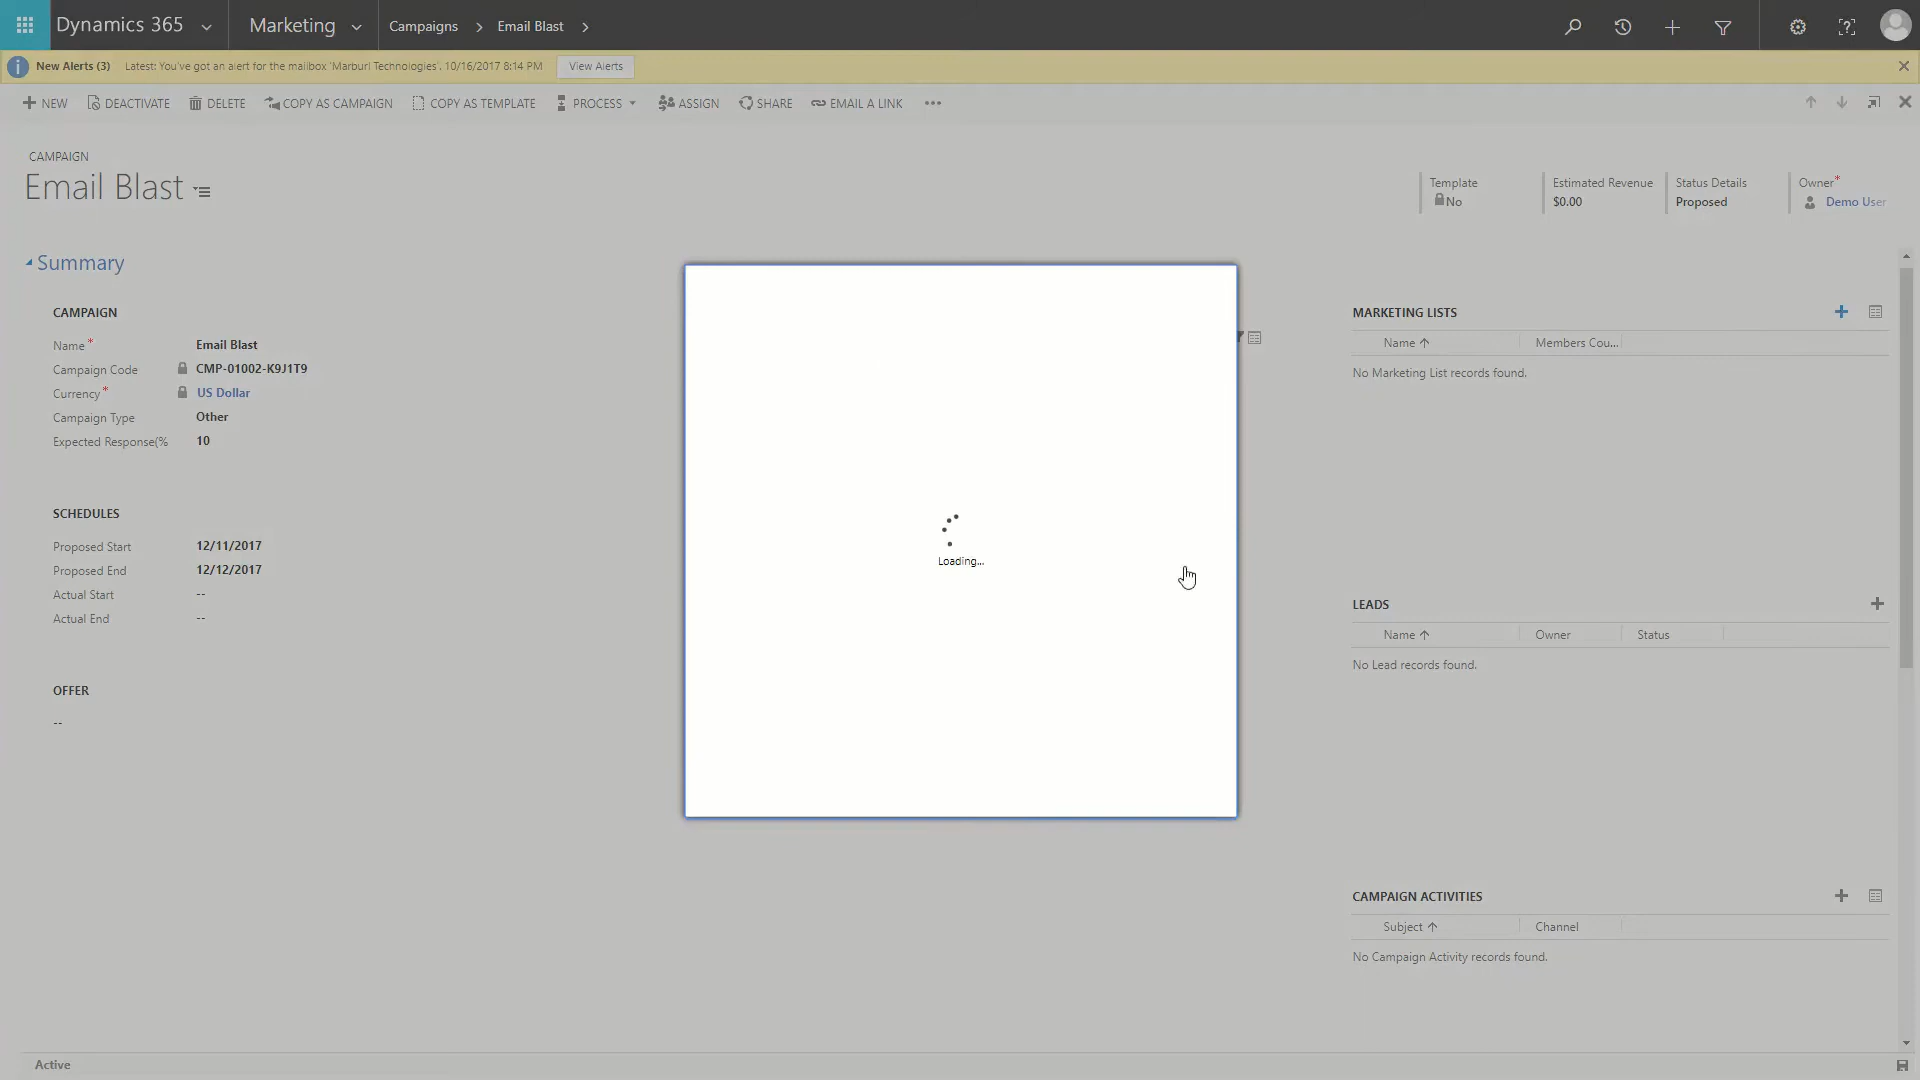 Dynamics 365 Marketing Campaigns Email Blast
New Alerts (3) Latest: You've got an alert for the mailbox 'Marburl Technologies'. 10/16/2017 8:14 PM View Alerts
NEW DEACTIVATE DELETE COPY AS CAMPAIGN COPY AS TEMPLATE PROCESS ASSIGN SHARE EMAIL A LINK •••
CAMPAIGN
Email Blast
Template
No
Estimated Revenue
$0.00
Status Details
Proposed
Owner*
Demo User
Summary
CAMPAIGN
Name* Email Blast
Campaign Code CMP-01002-K9J1T9
Currency* US Dollar
Campaign Type Other
Expected Response(% 10
SCHEDULES
Proposed Start 12/11/2017
Proposed End 12/12/2017
Actual Start --
Actual End --
OFFER
--
Loading...
MARKETING LISTS
Name Members Cou...
No Marketing List records found.
LEADS
Name Owner Status
No Lead records found.
CAMPAIGN ACTIVITIES
Subject Channel
No Campaign Activity records found.
Active